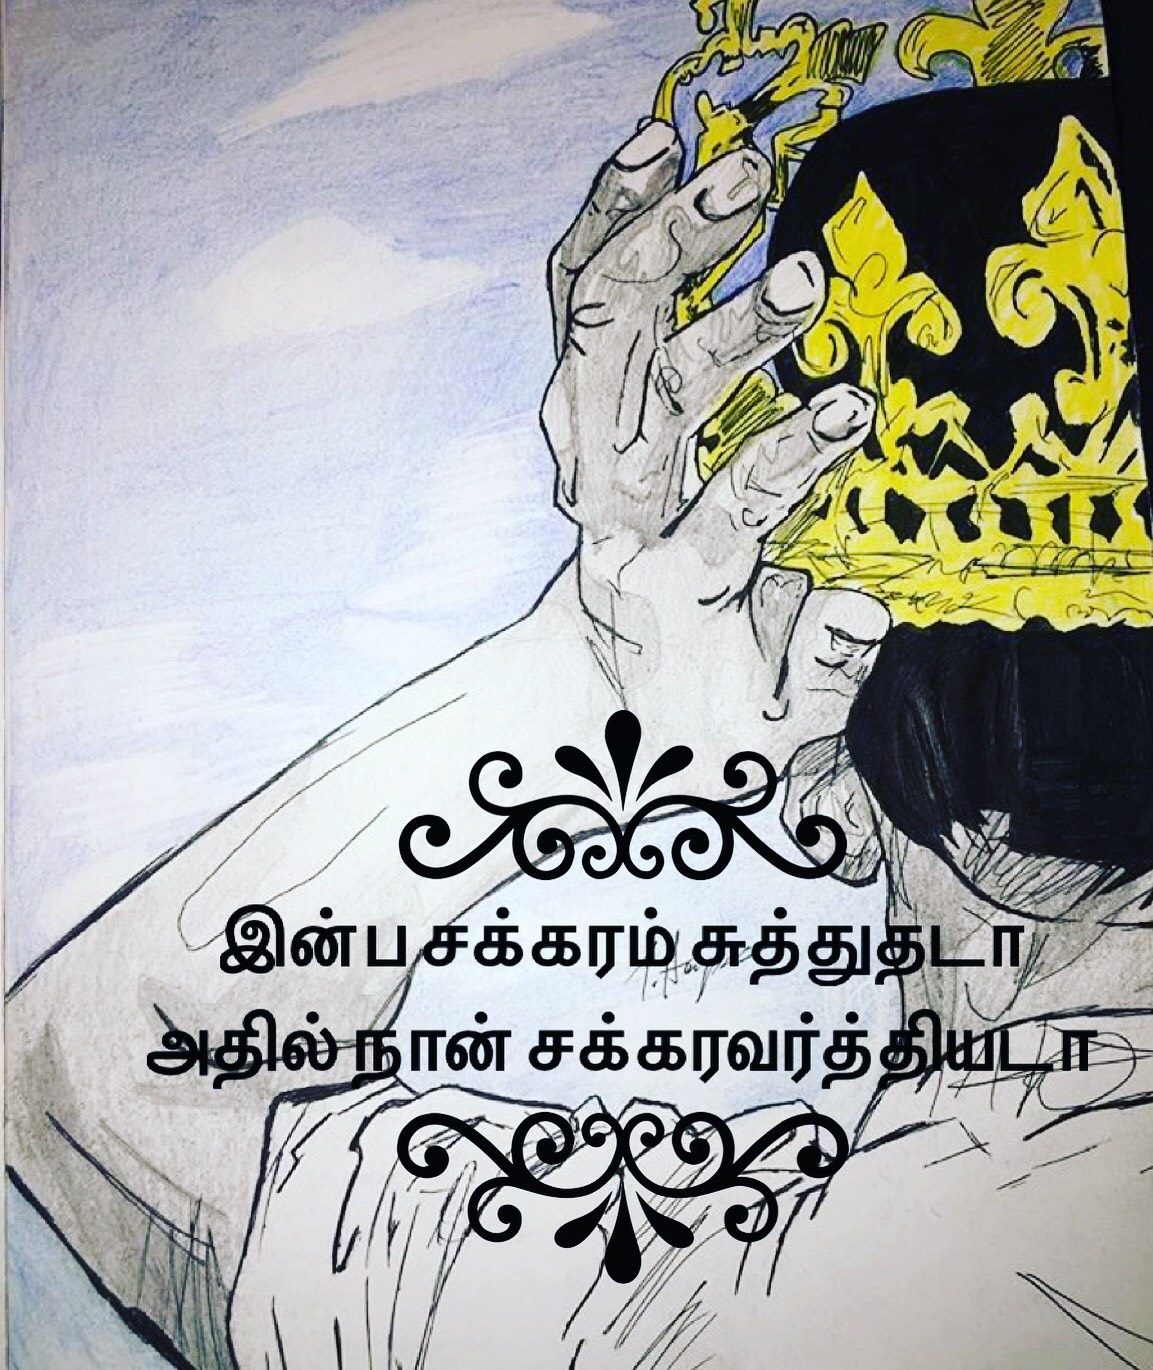 இன்ப சக்கரம் சுத்துதடா
அதில் நான் சக்கரவர்த்தியடா